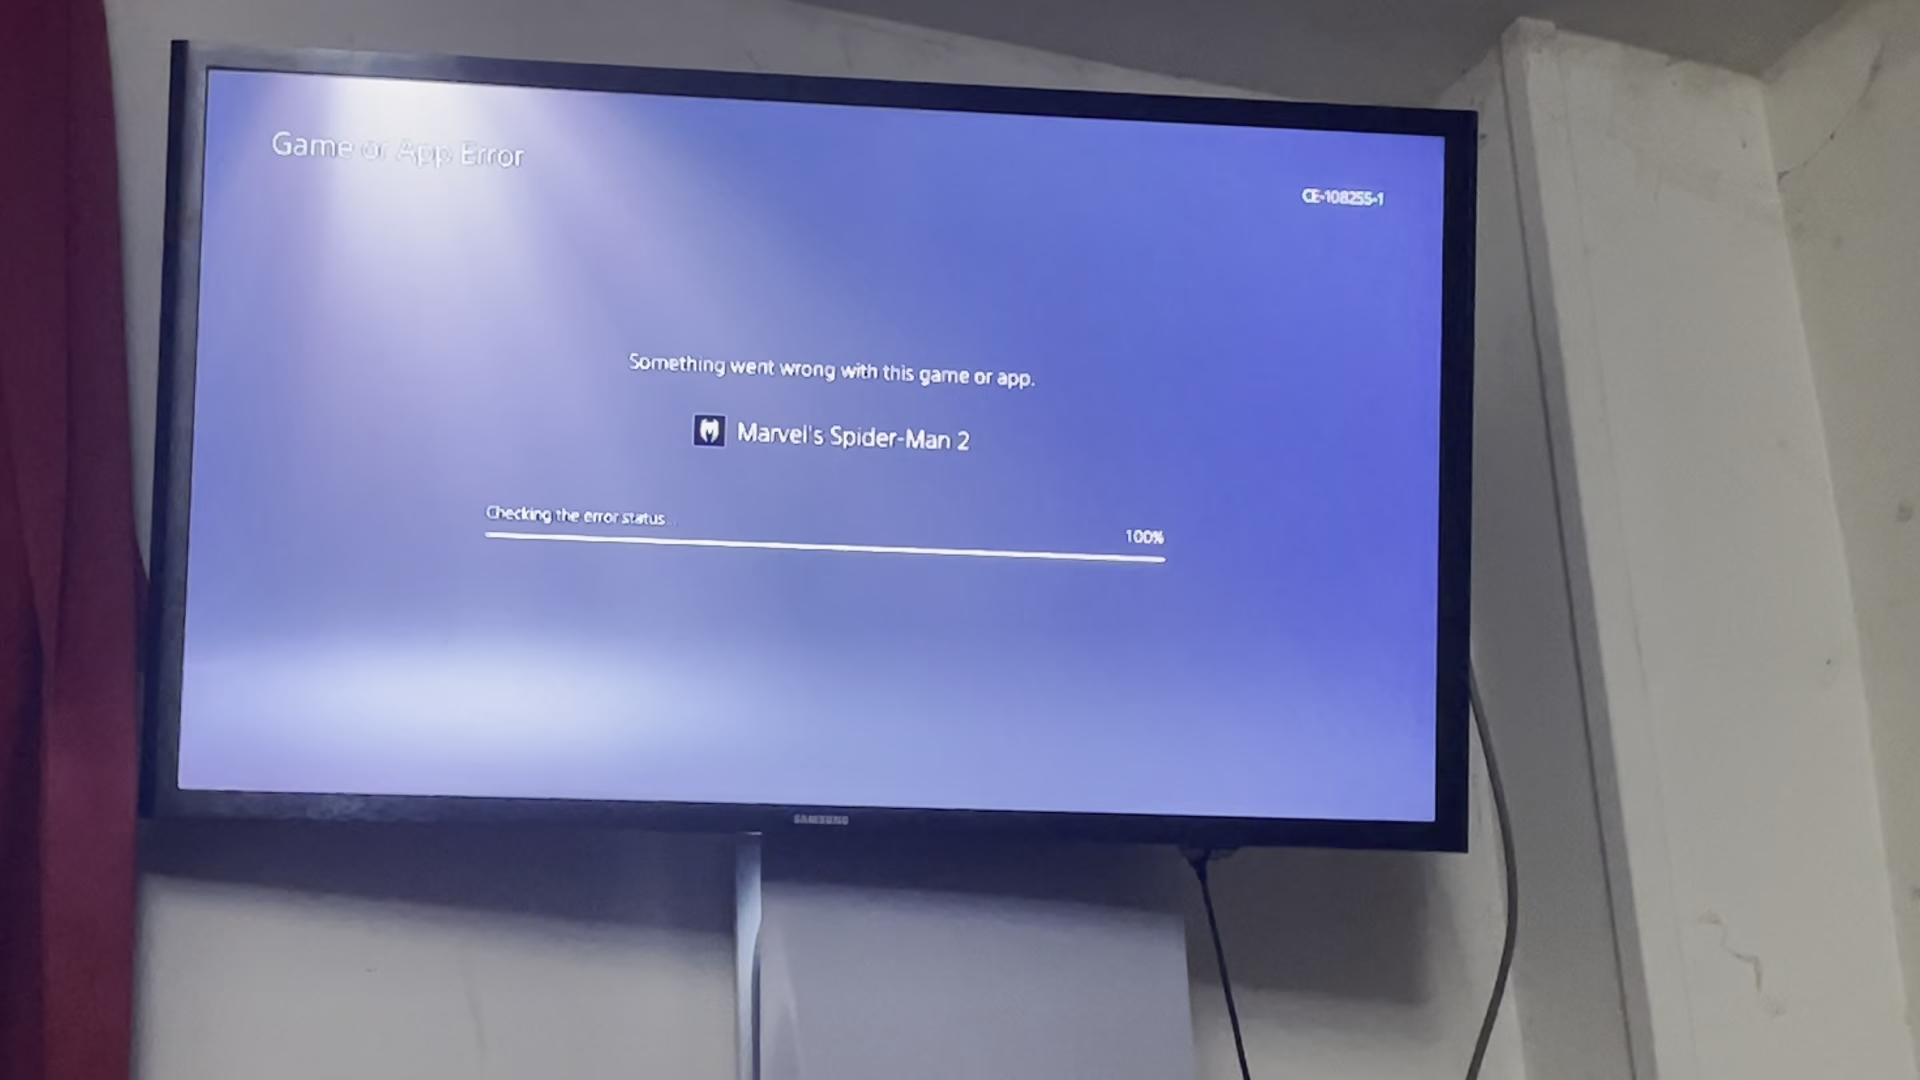 Game or App Error
CE-108255-1
Something went wrong with this game or app.
Marvel's Spider-Man 2
Checking the error status...
100%
SAMSUNG